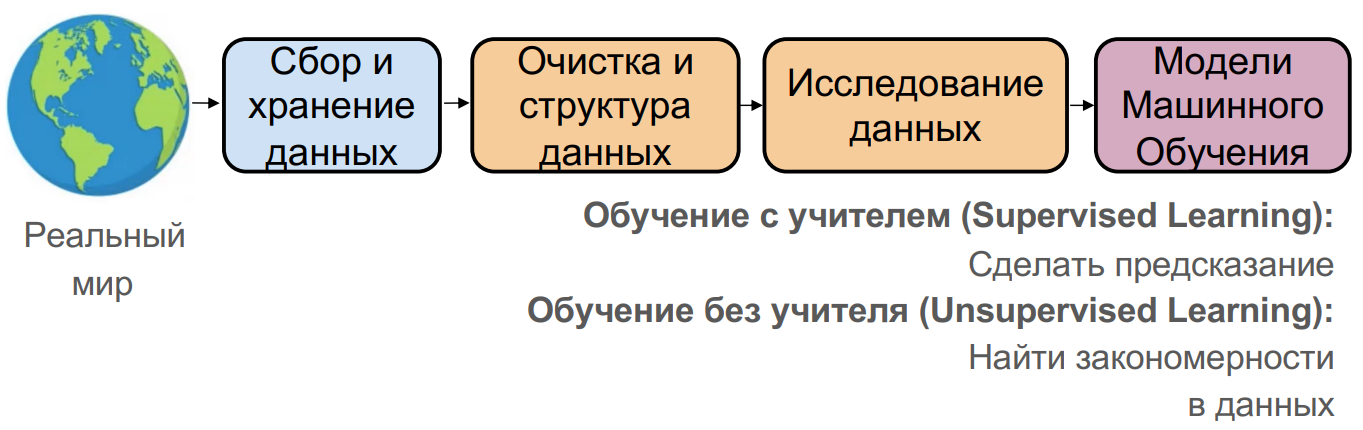 Сбор и
хранение
данных
Очистка и
структура
данных
Исследование
данных
Модели
Машинного
Обучения
Реальный
мир
Обучение с учителем (Supervised Learning):
Сделать предсказание
Обучение без учителя (Unsupervised Learning):
Найти закономерности
в данных